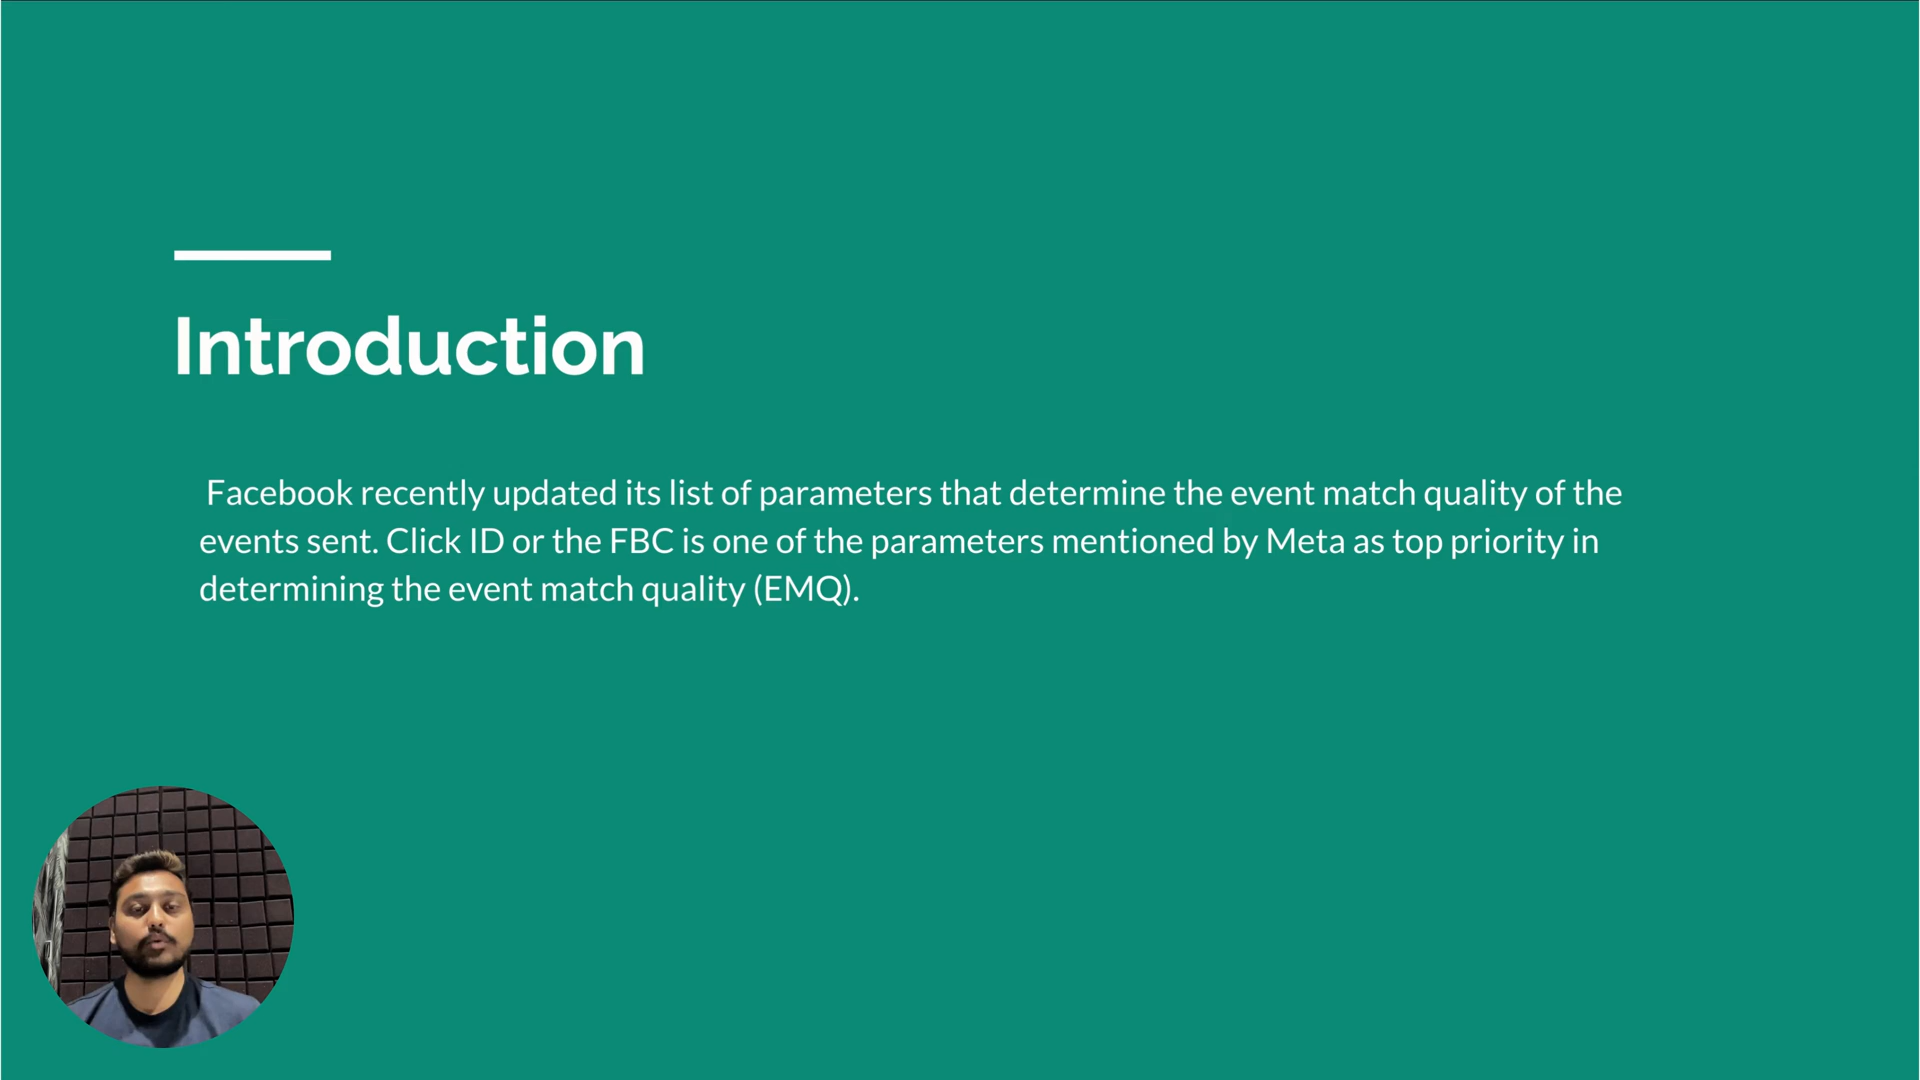 Introduction
Facebook recently updated its list of parameters that determine the event match quality of the
events sent. Click ID or the FBC is one of the parameters mentioned by Meta as top priority in
determining the event match quality (EMQ).